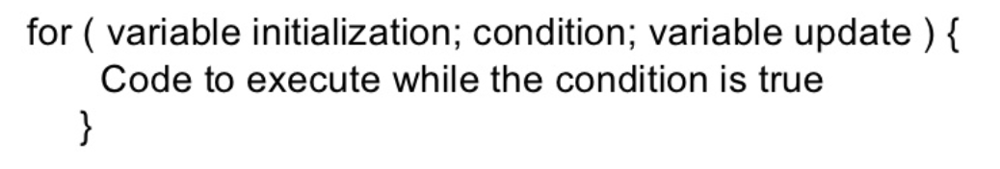 for ( variable initialization; condition; variable update ) {
Code to execute while the condition is true
}